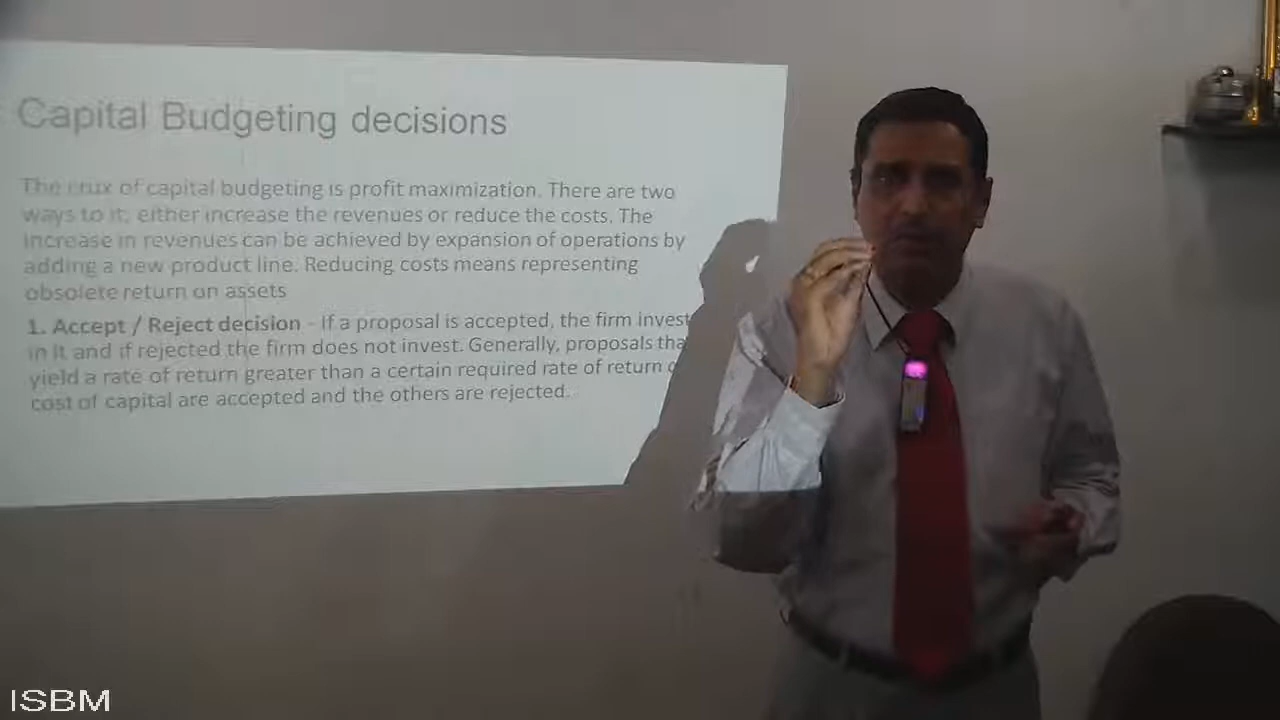 Capital Budgeting decisions
The crux of capital budgeting is profit maximization. There are two
ways to it; either increase the revenues or reduce the costs. The
increase in revenues can be achieved by expansion of operations by
adding a new product line. Reducing costs means representing
obsolete return on assets
1. Accept / Reject decision - If a proposal is accepted, the firm invest
in it and if rejected the firm does not invest. Generally, proposals tha
yield a rate of return greater than a certain required rate of return o
cost of capital are accepted and the others are rejected.
ISBM